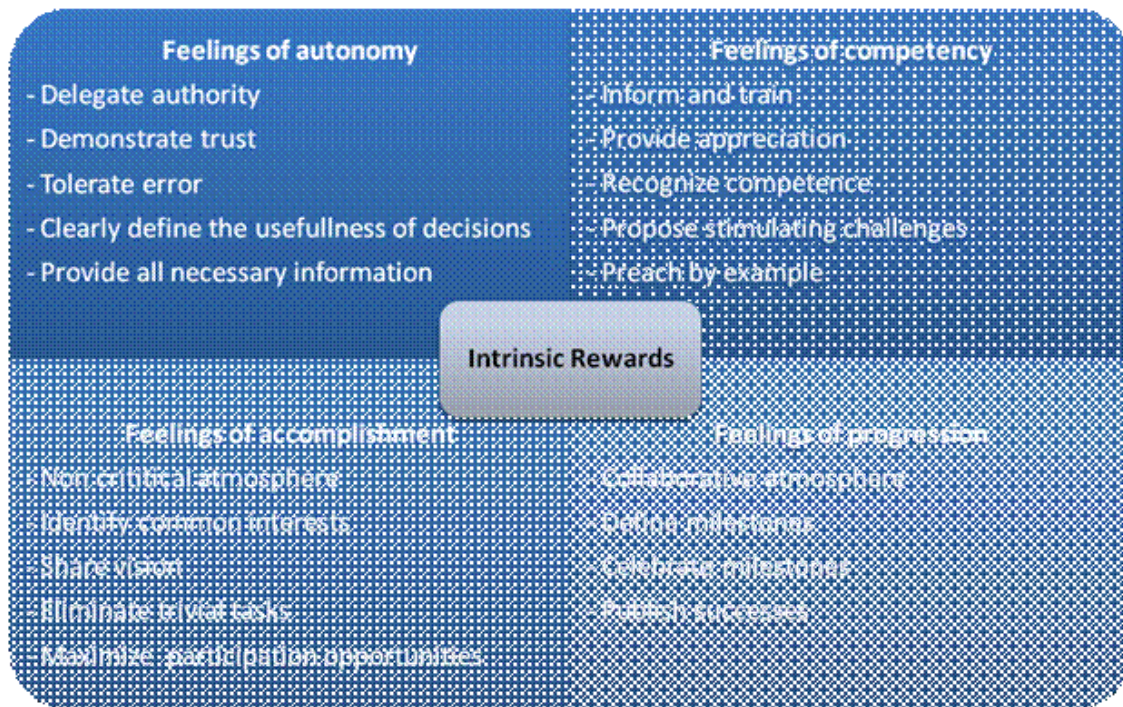 Feelings of autonomy
- Delegate authority
- Demonstrate trust
- Tolerate error
- Clearly define the usefullness of decisions
- Provide all necessary information
Feelings of competency
- Inform and train
- Provide appreciation
- Recognize competence
- Propose stimulating challenges
- Preach by example
Intrinsic Rewards
Feelings of accomplishment
- Non crititical atmosphere
- Identify common interests
- Share vision
- Eliminate trivial tasks
- Maximize participation opportunities
Feelings of progression
- Collaborative atmosphere
- Define milestones
- Celebrate milestones
- Publish successes